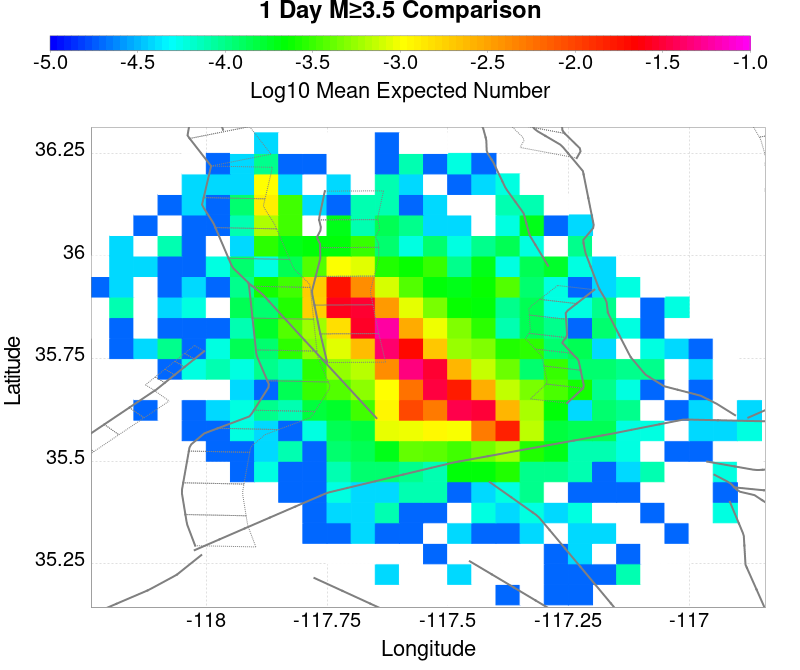 1 Day M≥3.5 Comparison
-5.0 -4.5 -4.0 -3.5 -3.0 -2.5 -2.0 -1.5 -1.0
Log10 Mean Expected Number
36.25
36
35.75
35.5
35.25
Latitude
-118 -117.75 -117.5 -117.25 -117
Longitude